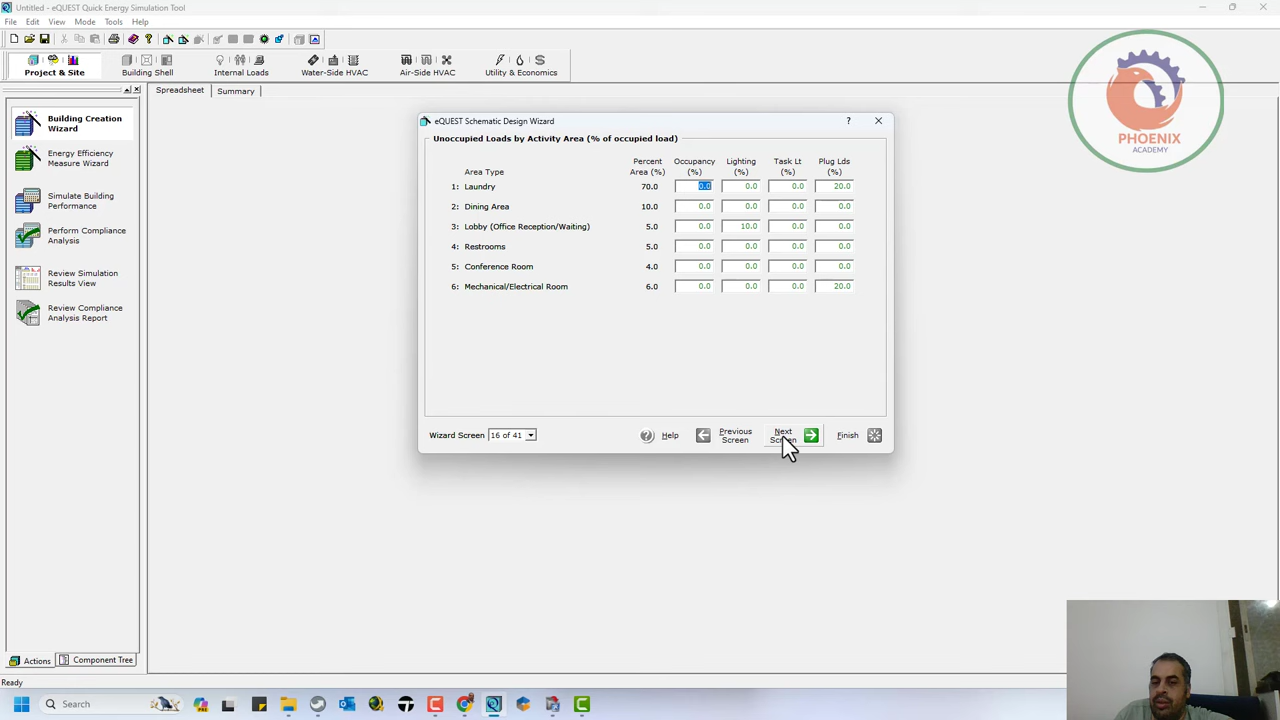 Untitled - eQUEST Quick Energy Simulation Tool
File Edit View Mode Tools Help
Project & Site Building Shell Internal Loads Water-Side HVAC Air-Side HVAC Utility & Economics
PHOENIX
ACADEMY
Spreadsheet Summary
Building Creation
Wizard
Energy Efficiency
Measure Wizard
Simulate Building
Performance
Perform Compliance
Analysis
Review Simulation
Results View
Review Compliance
Analysis Report
eQUEST Schematic Design Wizard ?
Unoccupied Loads by Activity Area (% of occupied load)
Percent Occupancy Lighting Task Lt Plug Lds
Area Type Area (%) (%) (%) (%) (%)
1: Laundry 70.0 0.0 0.0 0.0 20.0
2: Dining Area 10.0 0.0 0.0 0.0 0.0
3: Lobby (Office Reception/Waiting) 5.0 0.0 10.0 0.0 0.0
4: Restrooms 5.0 0.0 0.0 0.0 0.0
5: Conference Room 4.0 0.0 0.0 0.0 0.0
6: Mechanical/Electrical Room 6.0 0.0 0.0 0.0 20.0
Wizard Screen 16 of 41 Help Previous Screen Next Screen Finish
Actions Component Tree
Ready
Search